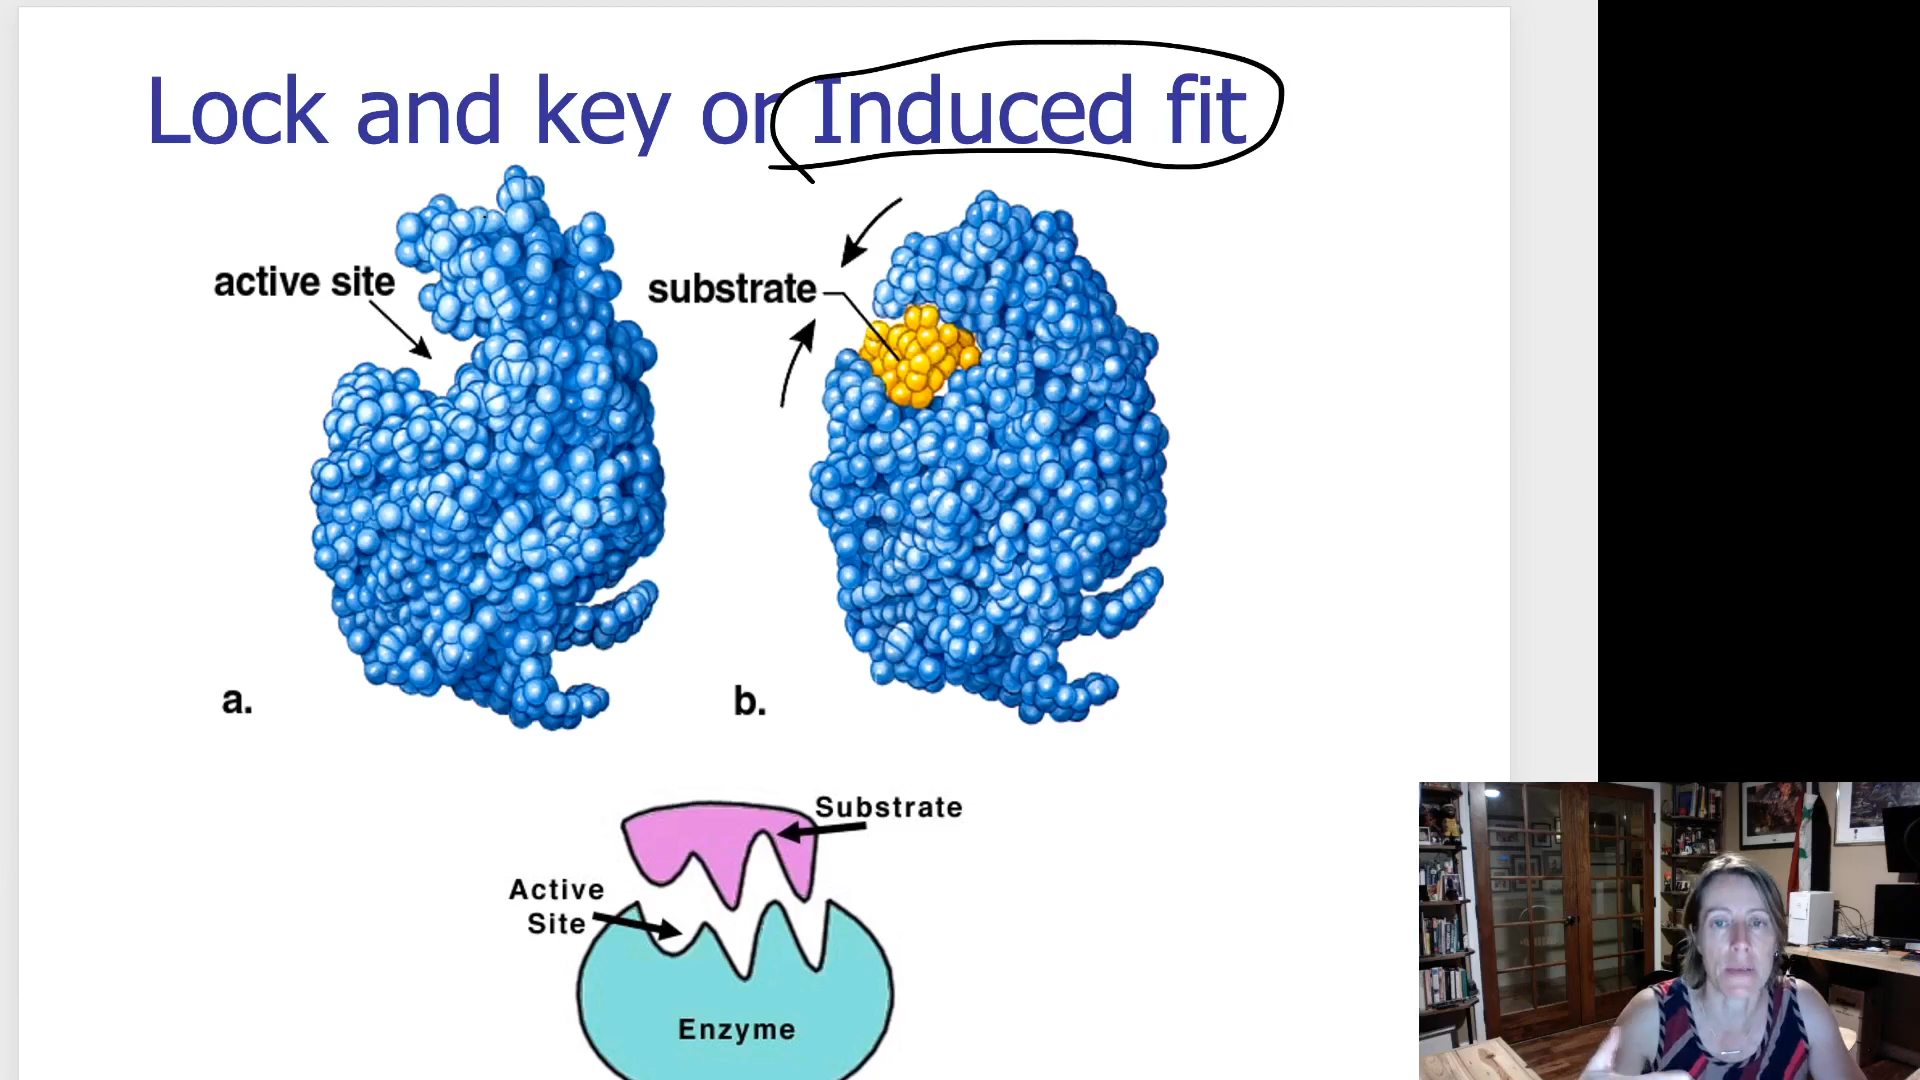 Lock and key or Induced fit
active site
substrate
a.
b.
Substrate
Active
Site
Enzyme